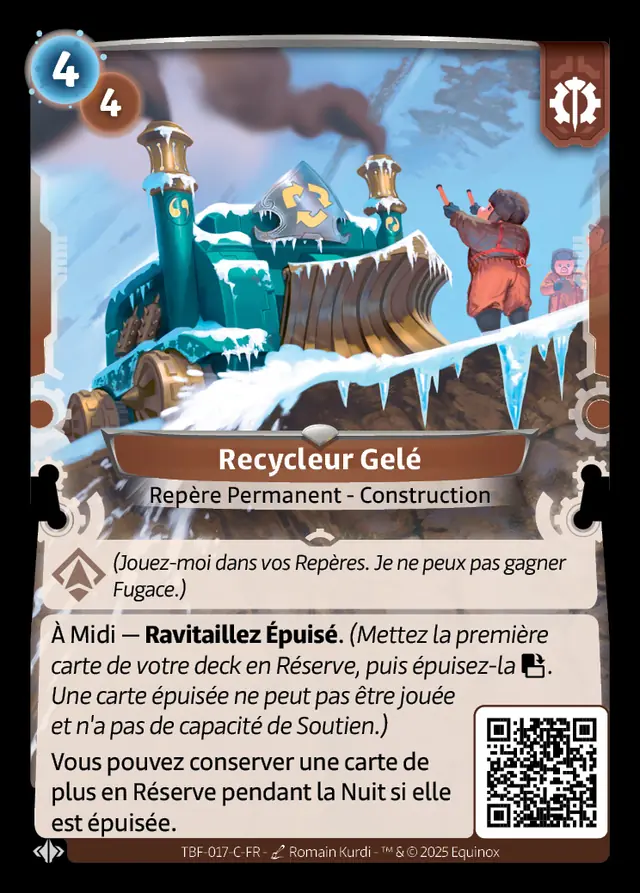 4
4
Recycleur Gelé
Repère Permanent - Construction
(Jouez-moi dans vos Repères. Je ne peux pas gagner
Fugace.)
À Midi — Ravitaillez Épuisé. (Mettez la première
carte de votre deck en Réserve, puis épuisez-la .
Une carte épuisée ne peut pas être jouée
et n'a pas de capacité de Soutien.)
Vous pouvez conserver une carte de
plus en Réserve pendant la Nuit si elle
est épuisée.
TBF-017-C-FR - Romain Kurdi - ™ & © 2025 Equinox